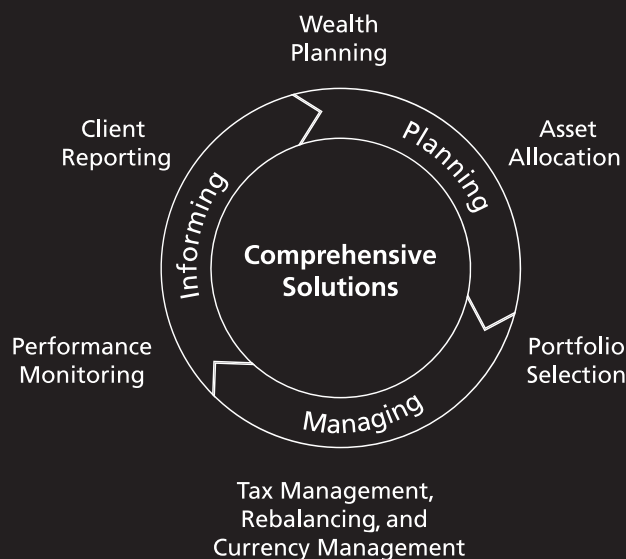 Wealth
Planning
Client
Reporting
Planning
Asset
Allocation
Informing
Comprehensive
Solutions
Performance
Monitoring
Portfolio
Selection
Managing
Tax Management,
Rebalancing, and
Currency Management